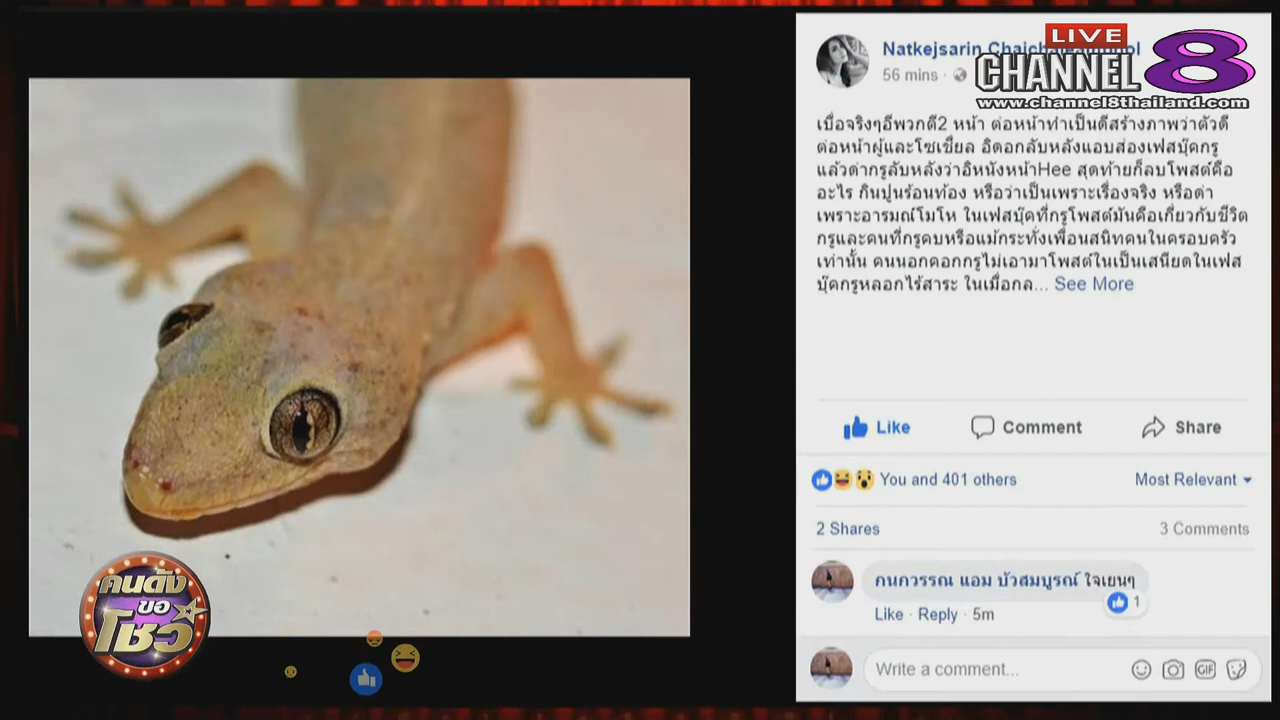 LIVE
CHANNEL 8
www.channel8thailand.com
Natkejsarin
56 mins
เบื่อจริงๆอีพวกดี2 หน้า ต่อหน้าทำเป็นดีสร้างภาพว่าตัวดี
ต่อหน้าผู้และโซเชี่ยล อิดอกลับหลังแอบส่องเฟสบุ๊คกรู
แล้วด่ากรูลับหลังว่าอิหนังหน้าHee สุดท้ายก็ลบโพสต์คือ
อะไร กินปูนร้อนท้อง หรือว่าเป็นเพราะเรื่องจริง หรือด่า
เพราะอารมณ์โมโห ในเฟสบุ๊คที่กรูโพสต์มันคือเกี่ยวกับชีวิต
กรูและคนที่กรูคบหรือแม้กระทั่งเพื่อนสนิทคนในครอบครัว
เท่านั้น คนนอกคอกกรูไม่เอามาโพสต์ในเป็นเสนียดในเฟส
บุ๊คกรูหลอกไร้สาระ ในเมื่อกล... See More
Like Comment Share
You and 401 others Most Relevant
2 Shares 3 Comments
กนกวรรณ แอม บัวสมบูรณ์ ใจเยนๆ
1
Like · Reply · 5m
Write a comment...
GIF
คนดัง
ขอ
โชว์